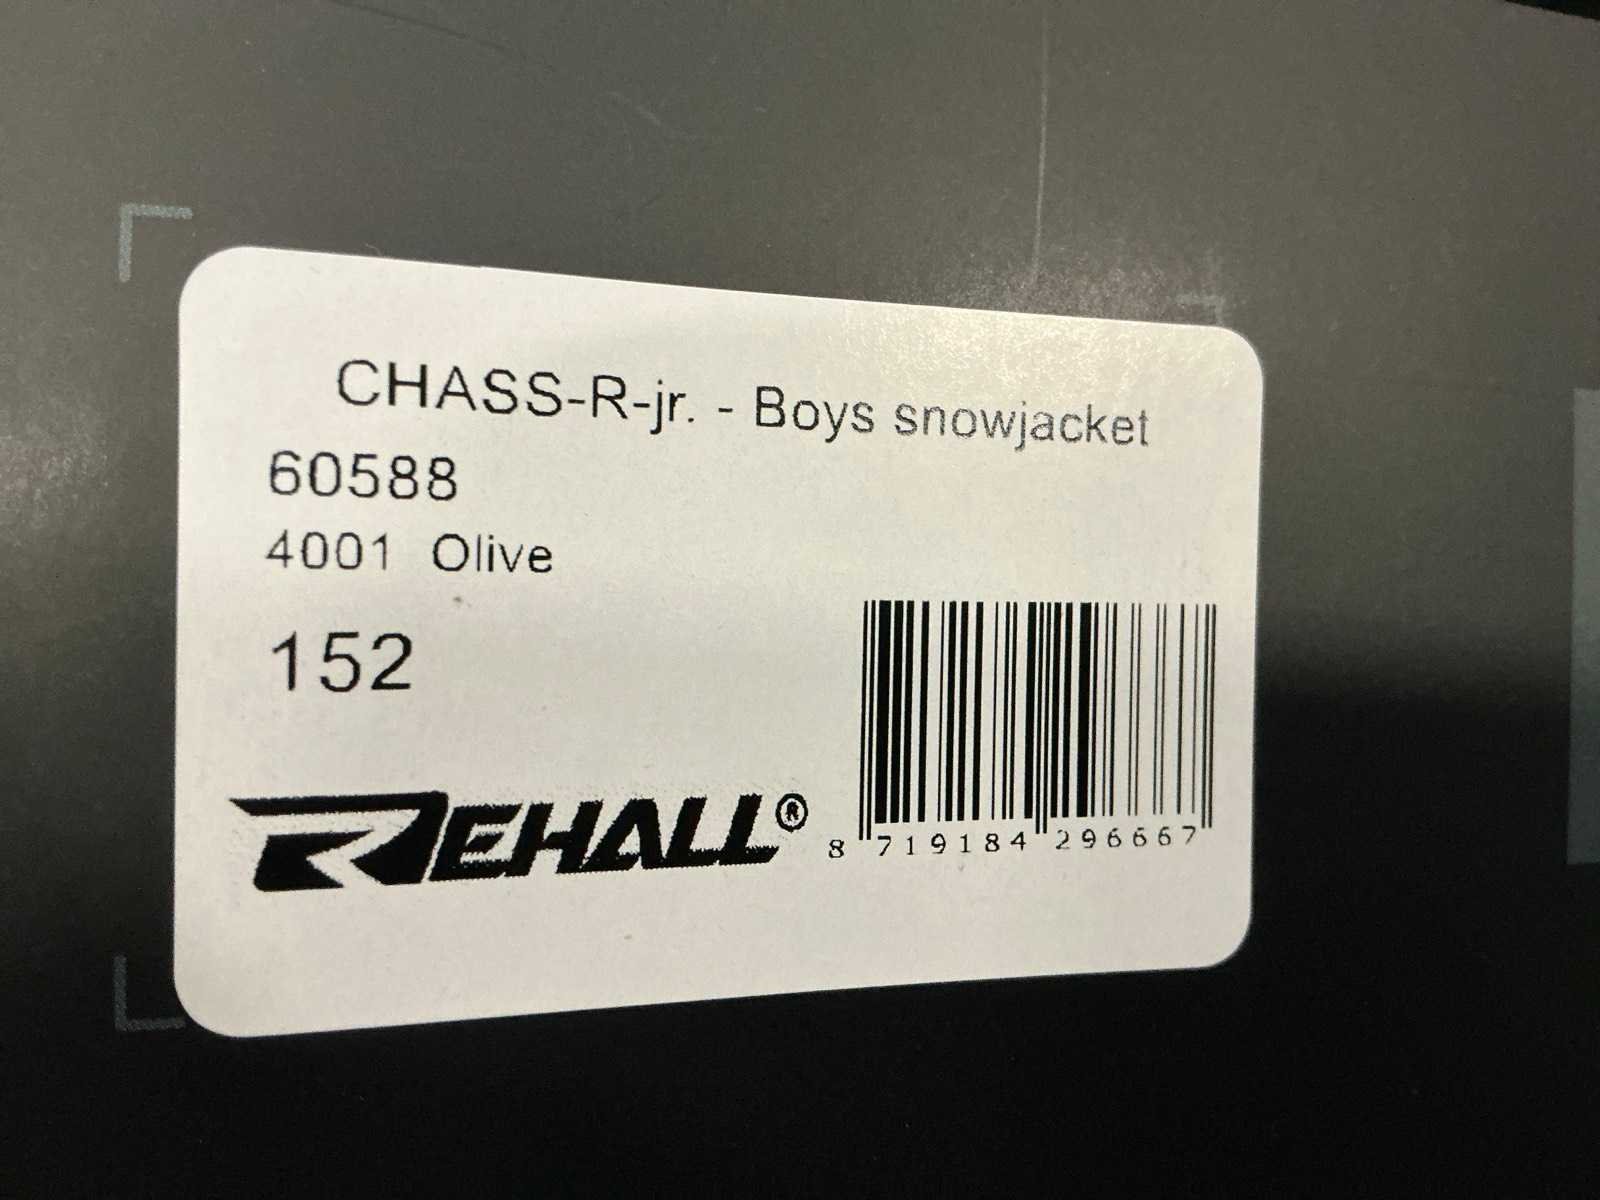 CHASS-R-jr. - Boys snowjacket
60588
4001 Olive
152
REHALL®
8 719184 296667